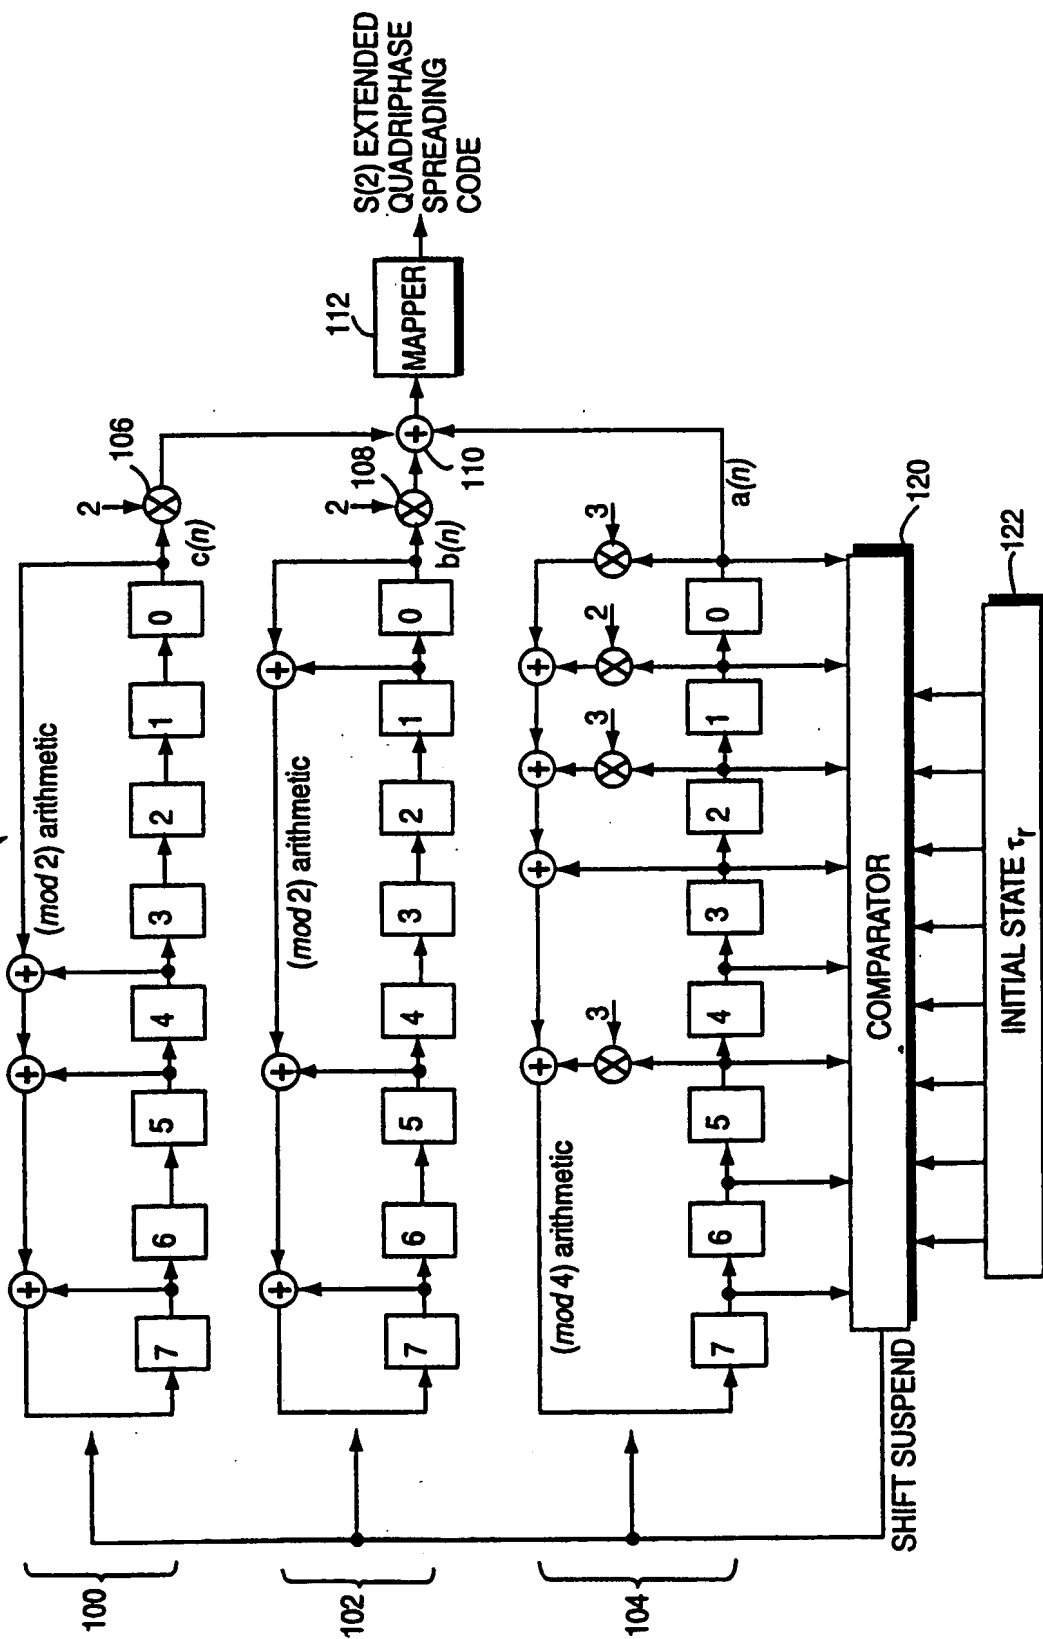 100
(mod 2) arithmetic
7
6
5
4
3
2
1
0
c(n)
2
106
102
(mod 2) arithmetic
7
6
5
4
3
2
1
0
b(n)
2
108
110
112
MAPPER
S(2) EXTENDED
QUADRIPHASE
SPREADING
CODE
104
(mod 4) arithmetic
3
3
2
3
7
6
5
4
3
2
1
0
a(n)
SHIFT SUSPEND
COMPARATOR
120
INITIAL STATE τr
122